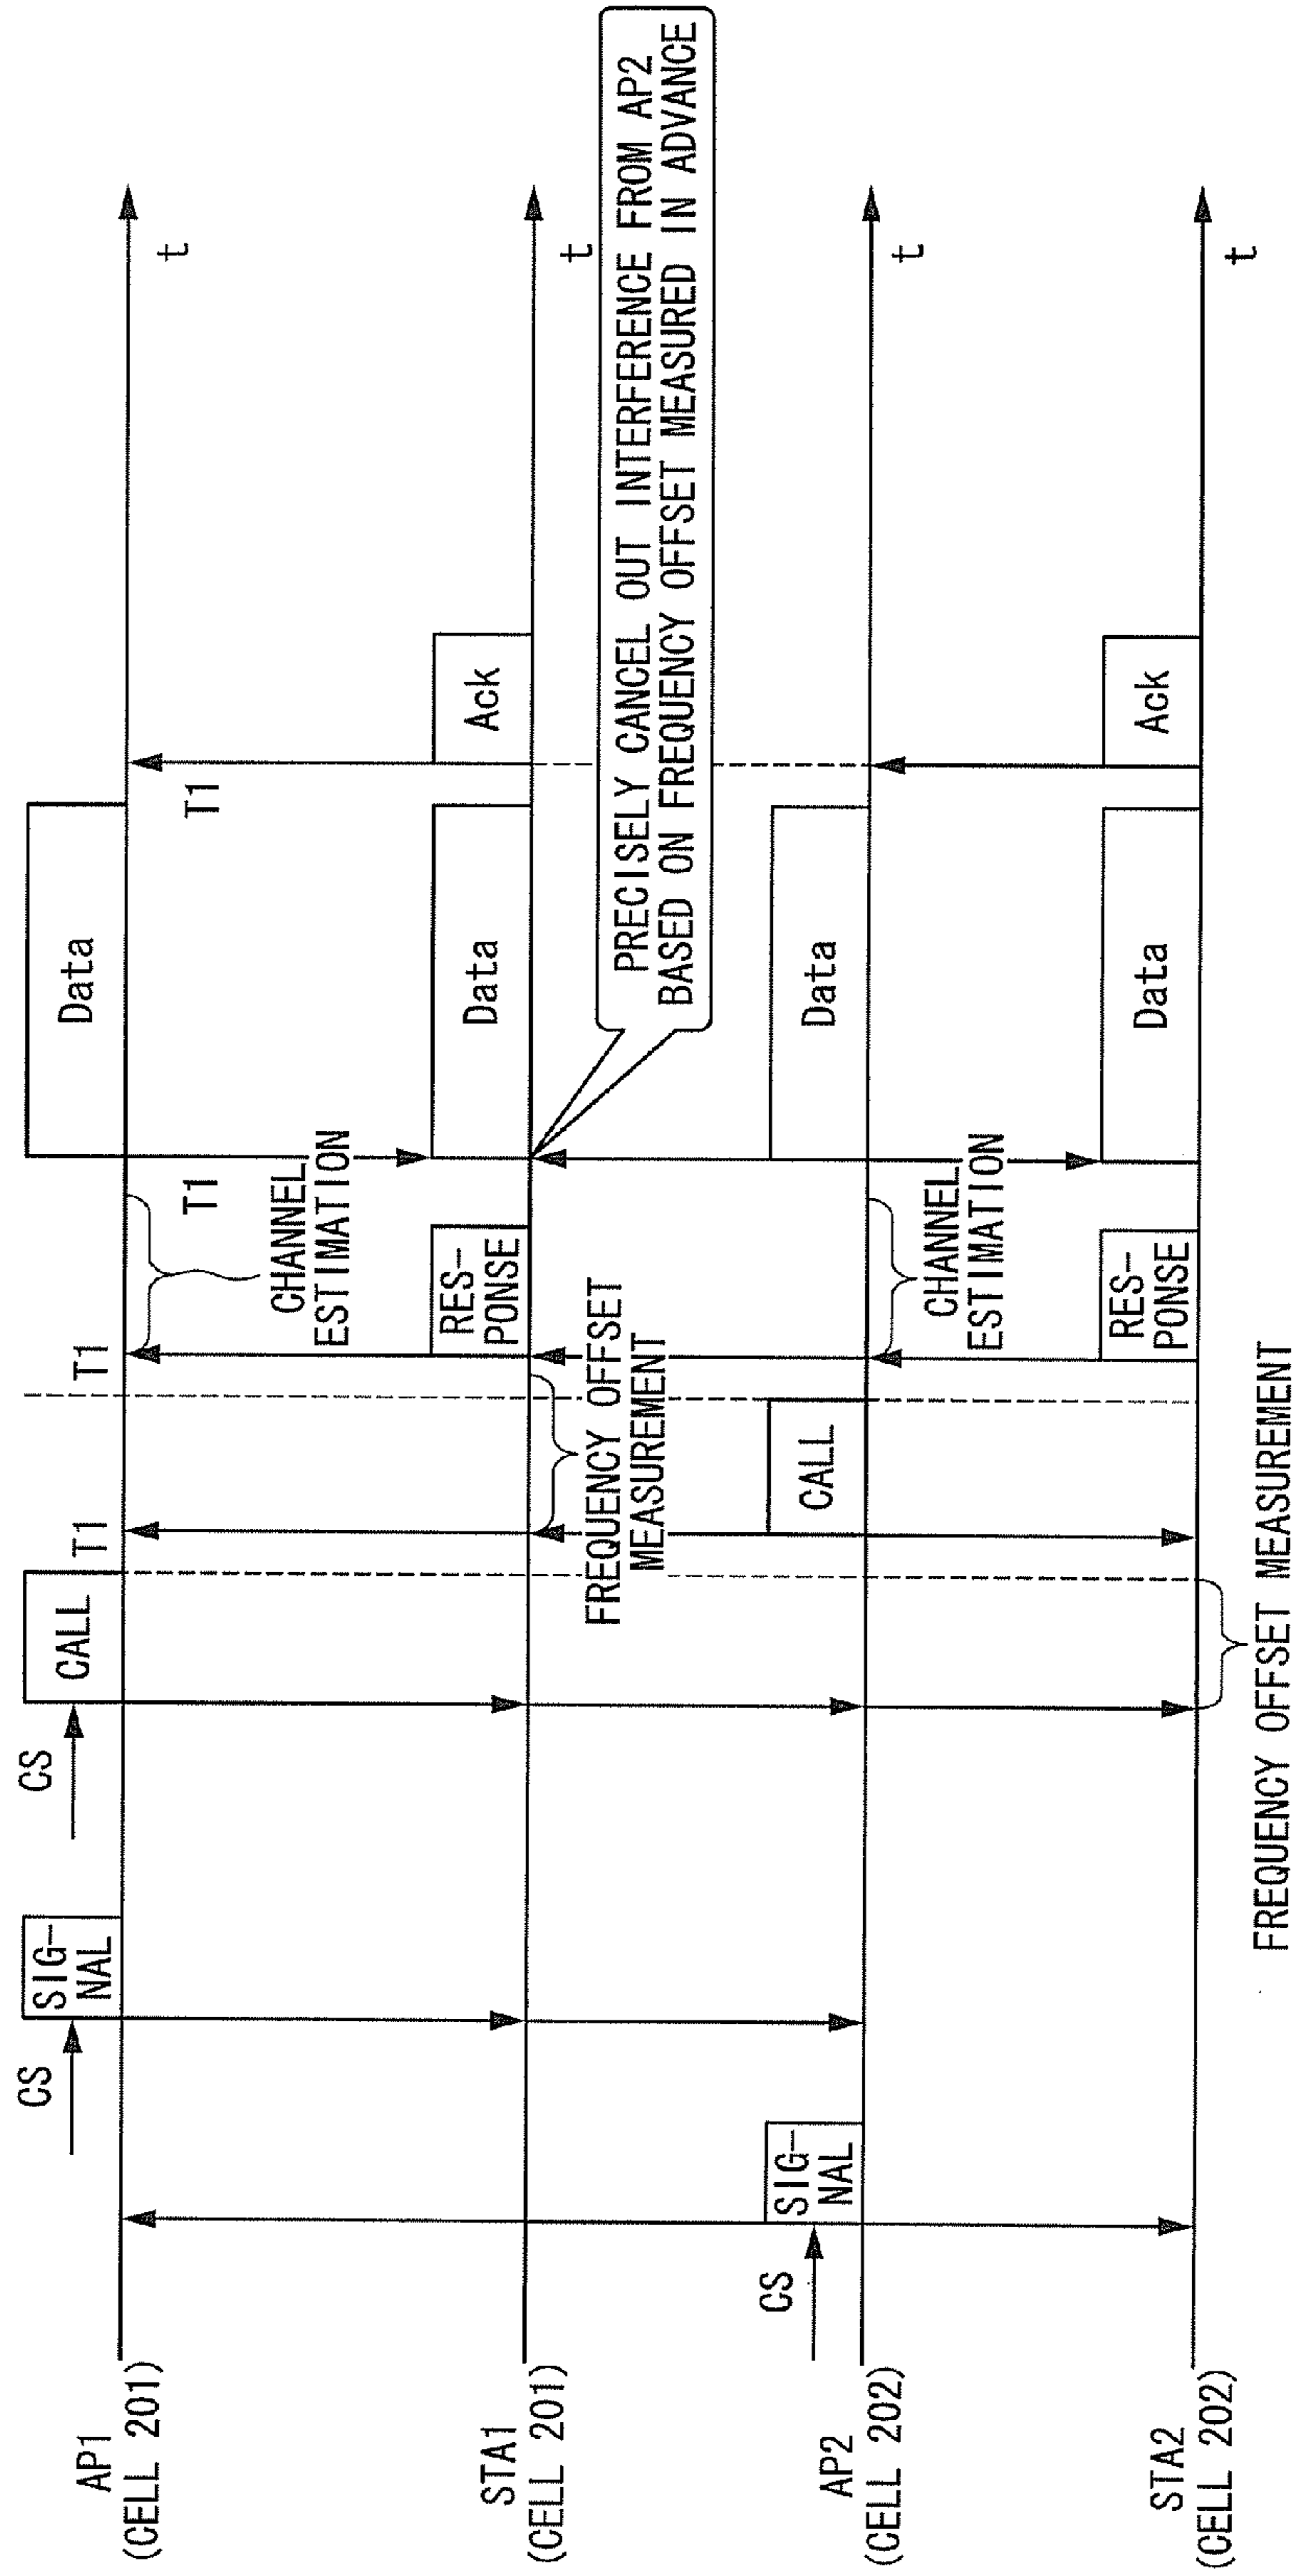 AP1
(CELL 201)
CS
SIG-
NAL
CS
CALL
T1
T1
T1
CHANNEL
ESTIMATION
Data
T1
t
STA1
(CELL 201)
FREQUENCY OFFSET
MEASUREMENT
RES-
PONSE
Data
Ack
t
PRECISELY CANCEL OUT INTERFERENCE FROM AP2
BASED ON FREQUENCY OFFSET MEASURED IN ADVANCE
AP2
(CELL 202)
CS
SIG-
NAL
CALL
CHANNEL
ESTIMATION
Data
t
STA2
(CELL 202)
RES-
PONSE
Data
Ack
t
FREQUENCY OFFSET MEASUREMENT